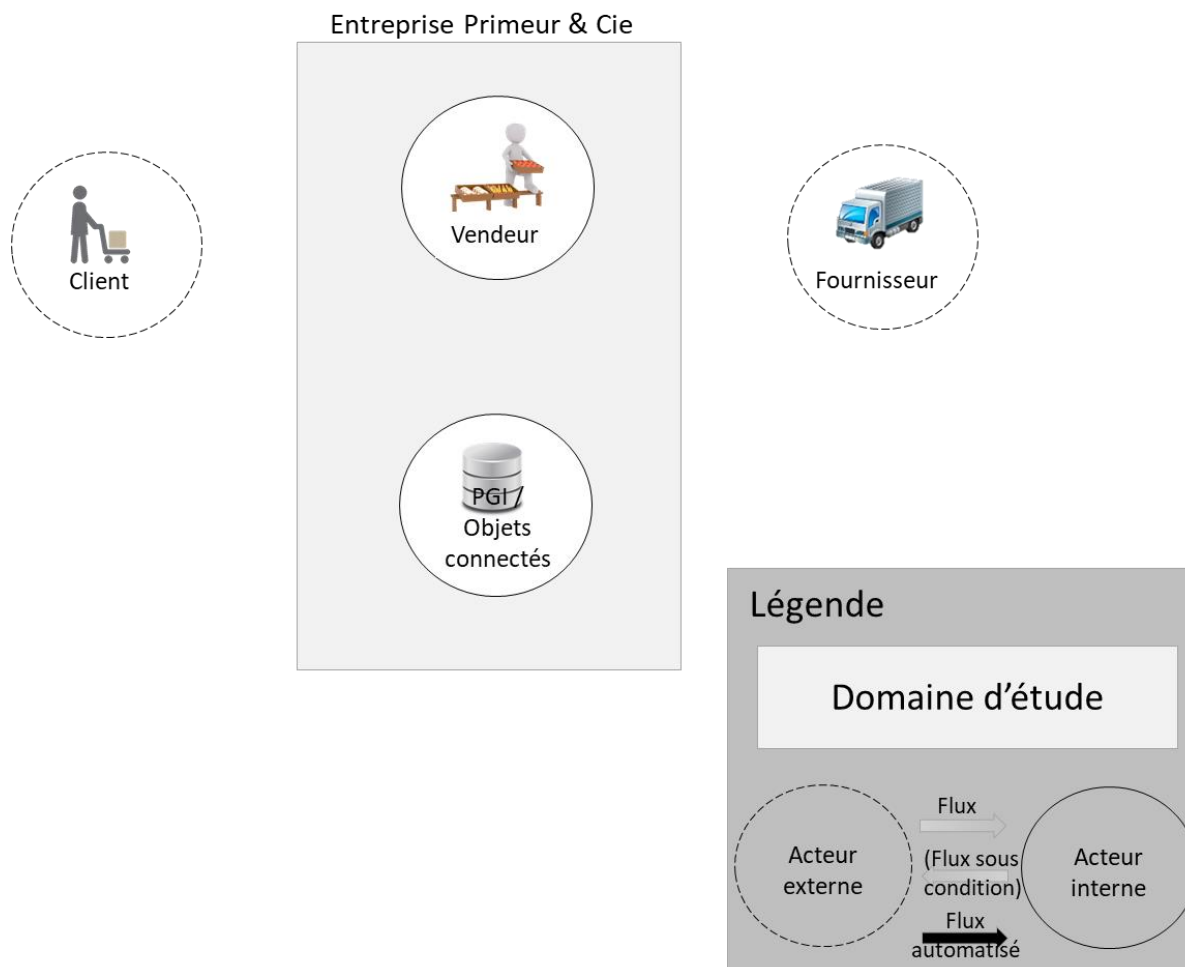 Entreprise Primeur & Cie
Vendeur
Client
Fournisseur
PGI /
Objets
connectés
Légende
Domaine d’étude
Acteur
externe
Flux
(Flux sous
condition)
Flux
automatisé
Acteur
interne